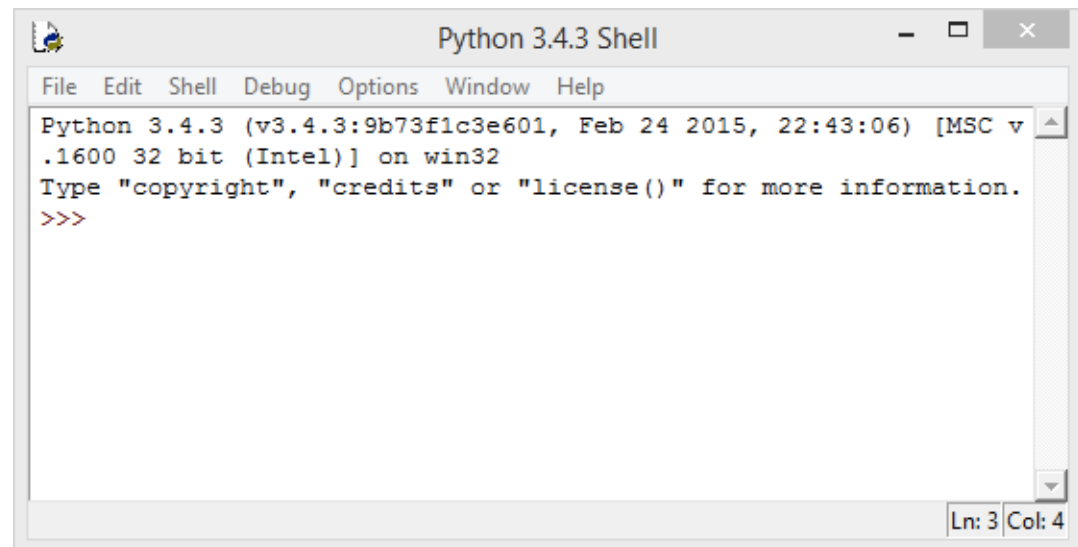 Python 3.4.3 Shell
File Edit Shell Debug Options Window Help
Python 3.4.3 (v3.4.3:9b73f1c3e601, Feb 24 2015, 22:43:06) [MSC v
.1600 32 bit (Intel)] on win32
Type "copyright", "credits" or "license()" for more information.
>>>
Ln: 3 Col: 4